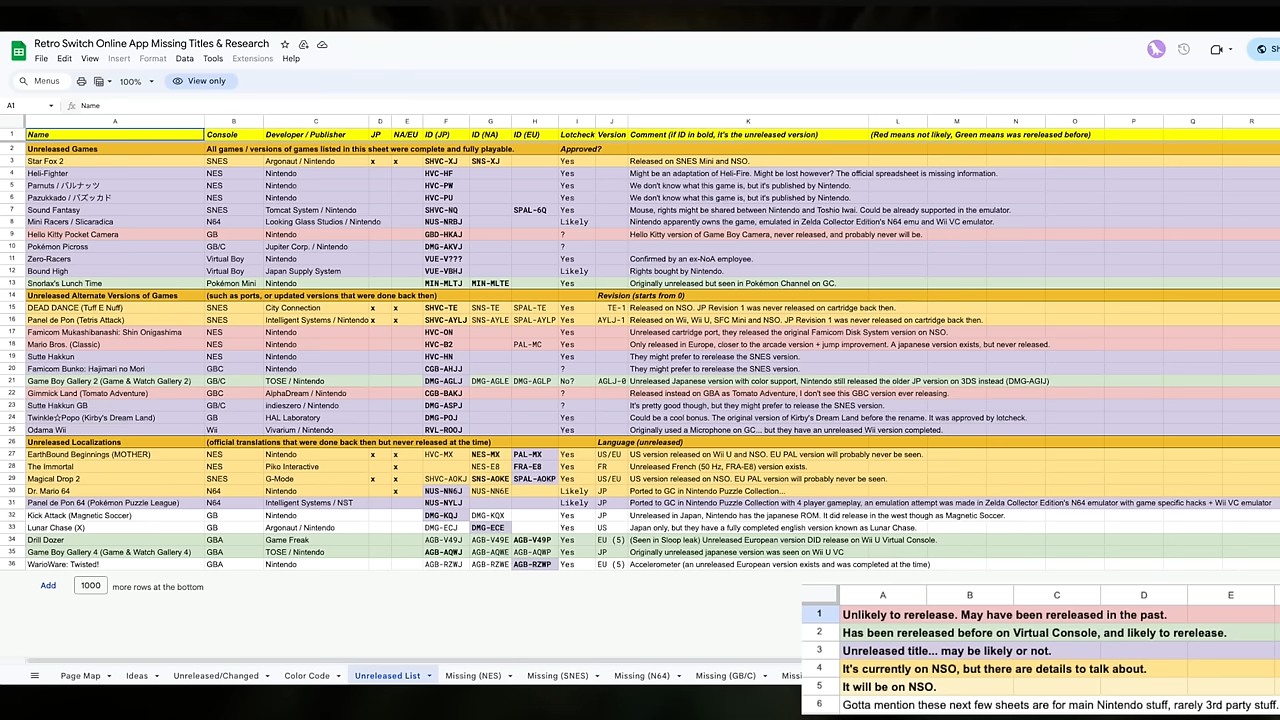 Retro Switch Online App Missing Titles & Research
File Edit View Insert Format Data Tools Extensions Help
Menus 100% View only
A1 fx Name
A B C D E F G H I J K L M N O P Q R
1 Name Console Developer / Publisher JP NA/EU ID (JP) ID (NA) ID (EU) Lotcheck Version Comment (if ID in bold, it's the unreleased version) (Red means not likely, Green means was rereleased before)
2 Unreleased Games All games / versions of games listed in this sheet were complete and fully playable. Approved?
3 Star Fox 2 SNES Argonaut / Nintendo x x SHVC-XJ SNS-XJ Yes Released on SNES Mini and NSO.
4 Heli-Fighter NES Nintendo HVC-HF Yes Might be an adaptation of Heli-Fire. Might be lost however? The official spreadsheet is missing information.
5 Parnuts / パルナッツ NES Nintendo HVC-PW Yes We don't know what this game is, but it's published by Nintendo.
6 Pazukkado / パズッカド NES Nintendo HVC-PU Yes We don't know what this game is, but it's published by Nintendo.
7 Sound Fantasy SNES Tomcat System / Nintendo SHVC-NQ SPAL-6Q Yes Mouse, rights might be shared between Nintendo and Toshio Iwai. Could be already supported in the emulator.
8 Mini Racers / Slicaradica N64 Looking Glass Studios / Nintendo NUS-NRBJ Likely Nintendo apparently owns the game, emulated in Zelda Collector Edition's N64 emu and Wii VC emulator.
9 Hello Kitty Pocket Camera GB Nintendo GBD-HKAJ ? Hello Kitty version of Game Boy Camera, never released, and probably never will be.
10 Pokémon Picross GB/C Jupiter Corp. / Nintendo DMG-AKVJ ?
11 Zero-Racers Virtual Boy Nintendo VUE-V??? Yes Confirmed by an ex-NoA employee.
12 Bound High Virtual Boy Japan Supply System VUE-VBHJ Likely Rights bought by Nintendo.
13 Snorlax's Lunch Time Pokémon Mini Nintendo MIN-MLTJ MIN-MLTE Yes Originally unreleased but seen in Pokémon Channel on GC.
14 Unreleased Alternate Versions of Games (such as ports, or updated versions that were done back then) Revision (starts from 0)
15 DEAD DANCE (Tuff E Nuff) SNES City Connection x x SHVC-TE SNS-TE SPAL-TE Yes TE-1 Released on NSO. JP Revision 1 was never released on cartridge back then.
16 Panel de Pon (Tetris Attack) SNES Intelligent Systems / Nintendo x x SHVC-AYLJ SNS-AYLE SPAL-AYLP Yes AYLJ-1 Released on Wii, Wii U, SFC Mini and NSO. JP Revision 1 was never released on cartridge back then.
17 Famicom Mukashibanashi: Shin Onigashima NES Nintendo HVC-ON Yes Unreleased cartridge port, they released the original Famicom Disk System version on NSO.
18 Mario Bros. (Classic) NES Nintendo HVC-B2 PAL-MC Yes Only released in Europe, closer to the arcade version + jump improvement. A japanese version exists, but never released.
19 Sutte Hakkun NES Nintendo HVC-HN Yes They might prefer to rerelease the SNES version.
20 Famicom Bunko: Hajimari no Mori GBC Nintendo CGB-AHJJ Yes They might prefer to rerelease the SNES version.
21 Game Boy Gallery 2 (Game & Watch Gallery 2) GB/C TOSE / Nintendo DMG-AGLJ DMG-AGLE DMG-AGLP No? AGLJ-0 Unreleased Japanese version with color support, Nintendo still released the older JP version on 3DS instead (DMG-AGIJ)
22 Gimmick Land (Tomato Adventure) GBC AlphaDream / Nintendo CGB-BAKJ ? Released instead on GBA as Tomato Adventure, I don't see this GBC version ever releasing.
23 Sutte Hakkun GB GB/C indieszero / Nintendo DMG-ASPJ ? It's pretty good though, but they might prefer to rerelease the SNES version.
24 Twinkle☆Popo (Kirby's Dream Land) GB HAL Laboratory DMG-POJ Yes Could be a cool bonus. The original version of Kirby's Dream Land before the rename. It was approved by lotcheck.
25 Odama Wii Wii Vivarium / Nintendo RVL-ROOJ Yes Originally used a Microphone on GC... but they have an unreleased Wii version completed.
26 Unreleased Localizations (official translations that were done back then but never released at the time) Language (unreleased)
27 EarthBound Beginnings (MOTHER) NES Nintendo x x HVC-MX NES-MX PAL-MX Yes US/EU US version released on Wii U and NSO. EU PAL version will probably never be seen.
28 The Immortal NES Piko Interactive x NES-E8 FRA-E8 Yes FR Unreleased French (50 Hz, FRA-E8) version exists.
29 Magical Drop 2 SNES G-Mode x x SHVC-AOKJ SNS-AOKE SPAL-AOKP Yes US/EU US version released on NSO. EU PAL version will probably never be seen.
30 Dr. Mario 64 N64 Nintendo x NUS-NN6J NUS-NN6E Likely JP Ported to GC in Nintendo Puzzle Collection...
31 Panel de Pon 64 (Pokémon Puzzle League) N64 Intelligent Systems / NST NUS-NYLJ Likely JP Ported to GC in Nintendo Puzzle Collection with 4 player gameplay, an emulation attempt was made in Zelda Collector Edition's N64 emulator with game specific hacks + Wii VC emulator
32 Kick Attack (Magnetic Soccer) GB Nintendo DMG-KQJ DMG-KQX Yes JP Unreleased in Japan, Nintendo has the japanese ROM. It did release in the west though as Magnetic Soccer.
33 Lunar Chase (X) GB Argonaut / Nintendo DMG-ECJ DMG-ECE Yes US Japan only, but they have a fully completed english version known as Lunar Chase.
34 Drill Dozer GBA Game Freak AGB-V49J AGB-V49E AGB-V49P Yes EU (5) (Seen in Sloop leak) Unreleased European version DID release on Wii U Virtual Console.
35 Game Boy Gallery 4 (Game & Watch Gallery 4) GBA TOSE / Nintendo AGB-AQWJ AGB-AQWE AGB-AQWP Yes JP Originally unreleased japanese version was seen on Wii U VC
36 WarioWare: Twisted! GBA Nintendo AGB-RZWJ AGB-RZWE AGB-RZWP Yes EU (5) Accelerometer (an unreleased European version exists and was completed at the time)
Add 1000 more rows at the bottom
Page Map Ideas Unreleased/Changed Color Code Unreleased List Missing (NES) Missing (SNES) Missing (N64) Missing (GB/C)
A B C D E
1 Unlikely to rerelease. May have been rereleased in the past.
2 Has been rereleased before on Virtual Console, and likely to rerelease.
3 Unreleased title... may be likely or not.
4 It's currently on NSO, but there are details to talk about.
5 It will be on NSO.
6 Gotta mention these next few sheets are for main Nintendo stuff, rarely 3rd party stuff.